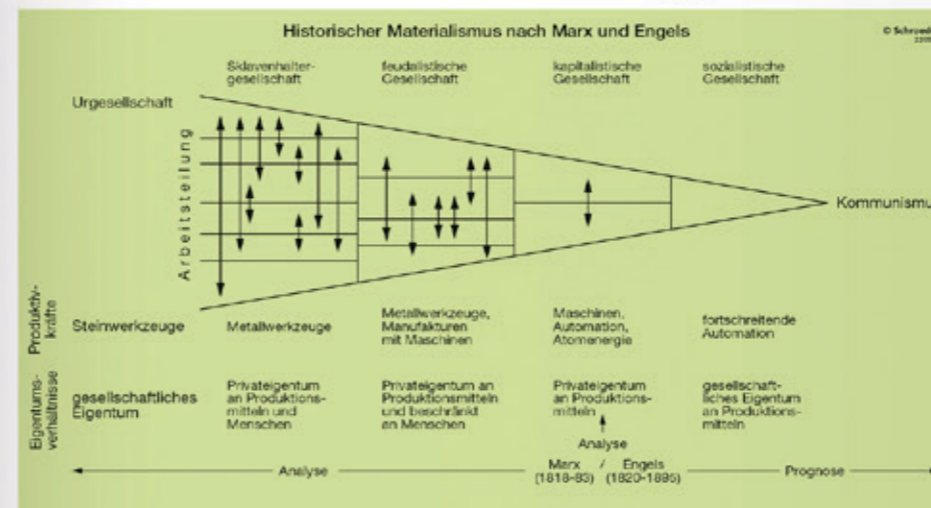 Historischer Materialismus nach Marx und Engels
©
Sklavenhalter-
gesellschaft
feudalistische
Gesellschaft
kapitalistische
Gesellschaft
sozialistische
Gesellschaft
Urgesellschaft
Arbeitsteilung
Kommunismu
Produktiv-
kräfte
Steinwerkzeuge
Metallwerkzeuge
Metallwerkzeuge,
Manufakturen
mit Maschinen
Maschinen,
Automation,
Atomenergie
fortschreitende
Automation
Eigentums-
verhältnisse
gesellschaftliches
Eigentum
Privateigentum
an Produktions-
mitteln und
Menschen
Privateigentum an
Produktionsmitteln
und beschränkt
an Menschen
Privateigentum
an Produktions-
mitteln
gesellschaft-
liches Eigentum
an Produktions-
mitteln
Analyse
Analyse
Marx / Engels
(1818-83) (1820-1895)
Prognose